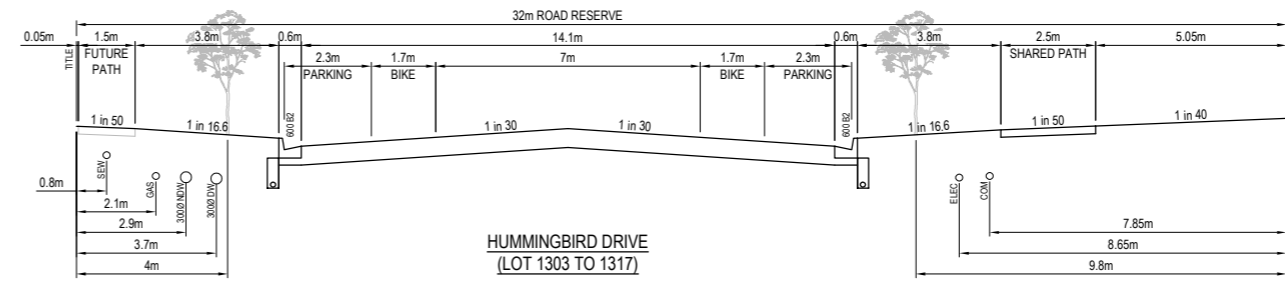 32m ROAD RESERVE
0.05m
1.5m
3.8m
0.6m
14.1m
0.6m
3.8m
2.5m
5.05m
TITLE
FUTURE
PATH
2.3m
PARKING
1.7m
BIKE
7m
1.7m
BIKE
2.3m
PARKING
SHARED PATH
600 B2
600 B2
1 in 50
1 in 16.6
1 in 30
1 in 30
1 in 16.6
1 in 50
1 in 40
SEW
GAS
300Ø NDW
300Ø DW
ELEC
COM
0.8m
2.1m
2.9m
3.7m
4m
7.85m
8.65m
9.8m
HUMMINGBIRD DRIVE
(LOT 1303 TO 1317)